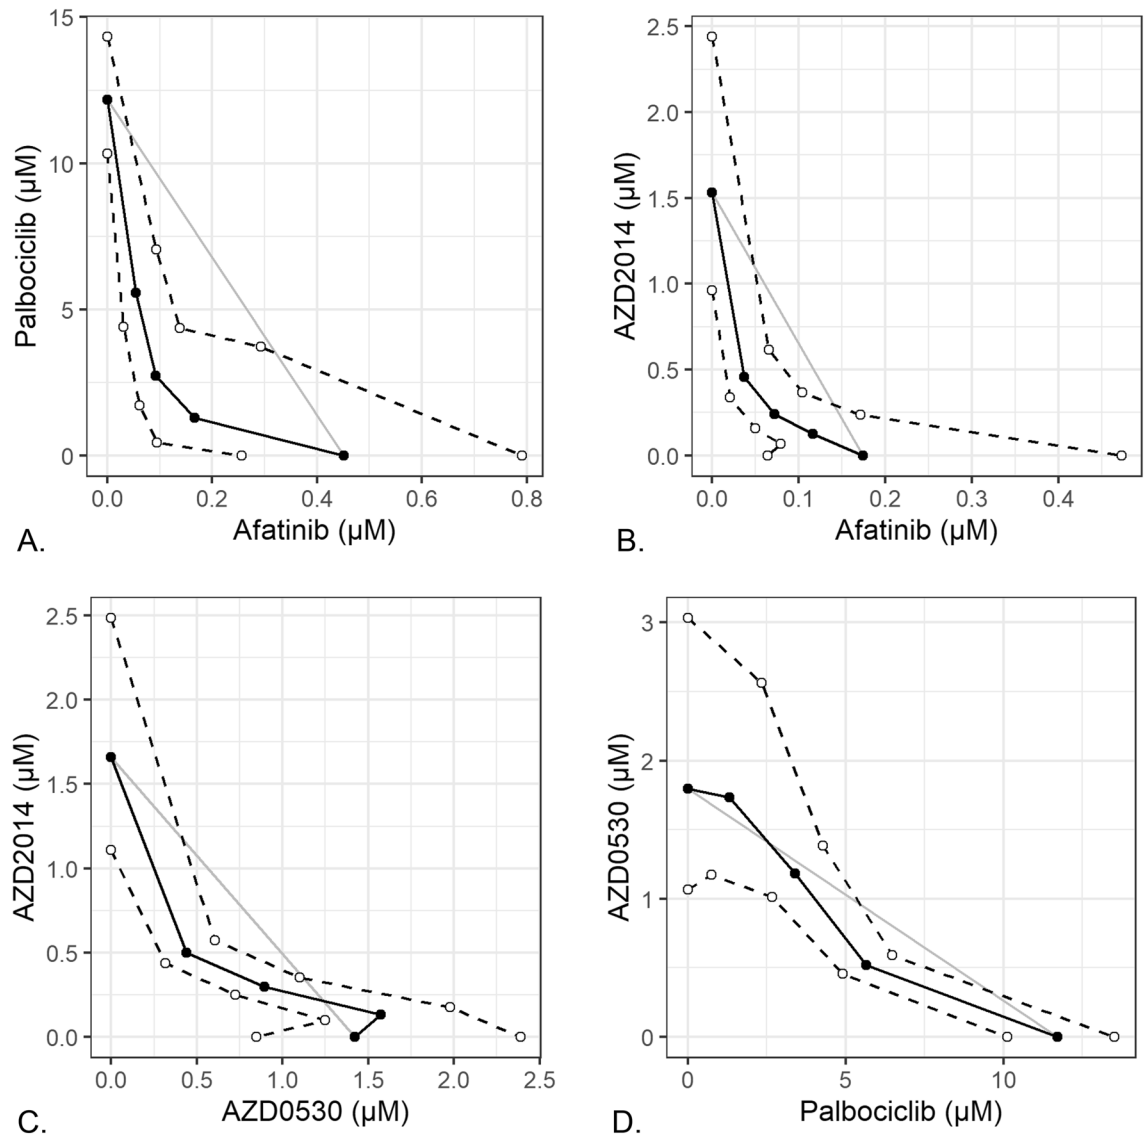 15
10
5
0
Palbociclib (µM)
0.0 0.2 0.4 0.6 0.8
Afatinib (µM)
A.
2.5
2.0
1.5
1.0
0.5
0.0
AZD2014 (µM)
0.0 0.1 0.2 0.3 0.4
Afatinib (µM)
B.
2.5
2.0
1.5
1.0
0.5
0.0
AZD2014 (µM)
0.0 0.5 1.0 1.5 2.0 2.5
AZD0530 (µM)
C.
3
2
1
0
AZD0530 (µM)
0 5 10
Palbociclib (µM)
D.